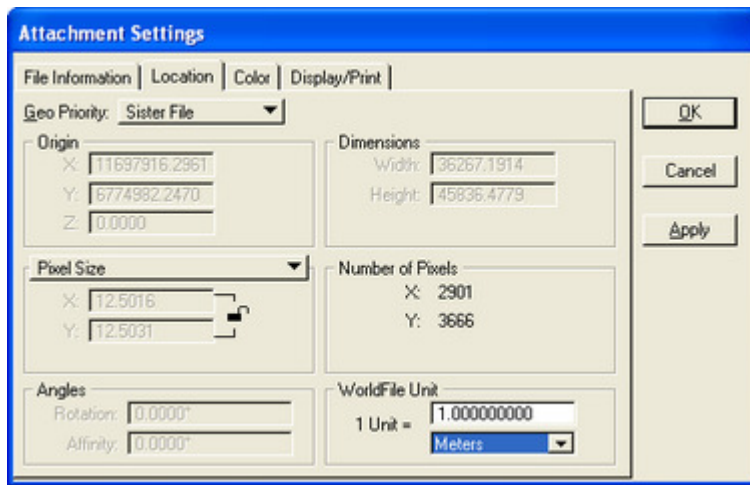 Attachment Settings
File Information Location Color Display/Print
Geo Priority: Sister File
OK
Cancel
Apply
Origin
X: 11697916.2961
Y: 6774982.2470
Z: 0.0000
Dimensions
Width: 36267.1914
Height: 45836.4779
Pixel Size
X: 12.5016
Y: 12.5031
Number of Pixels
X: 2901
Y: 3666
Angles
Rotation: 0.0000°
Affinity: 0.0000°
WorldFile Unit
1 Unit = 1.000000000
Meters